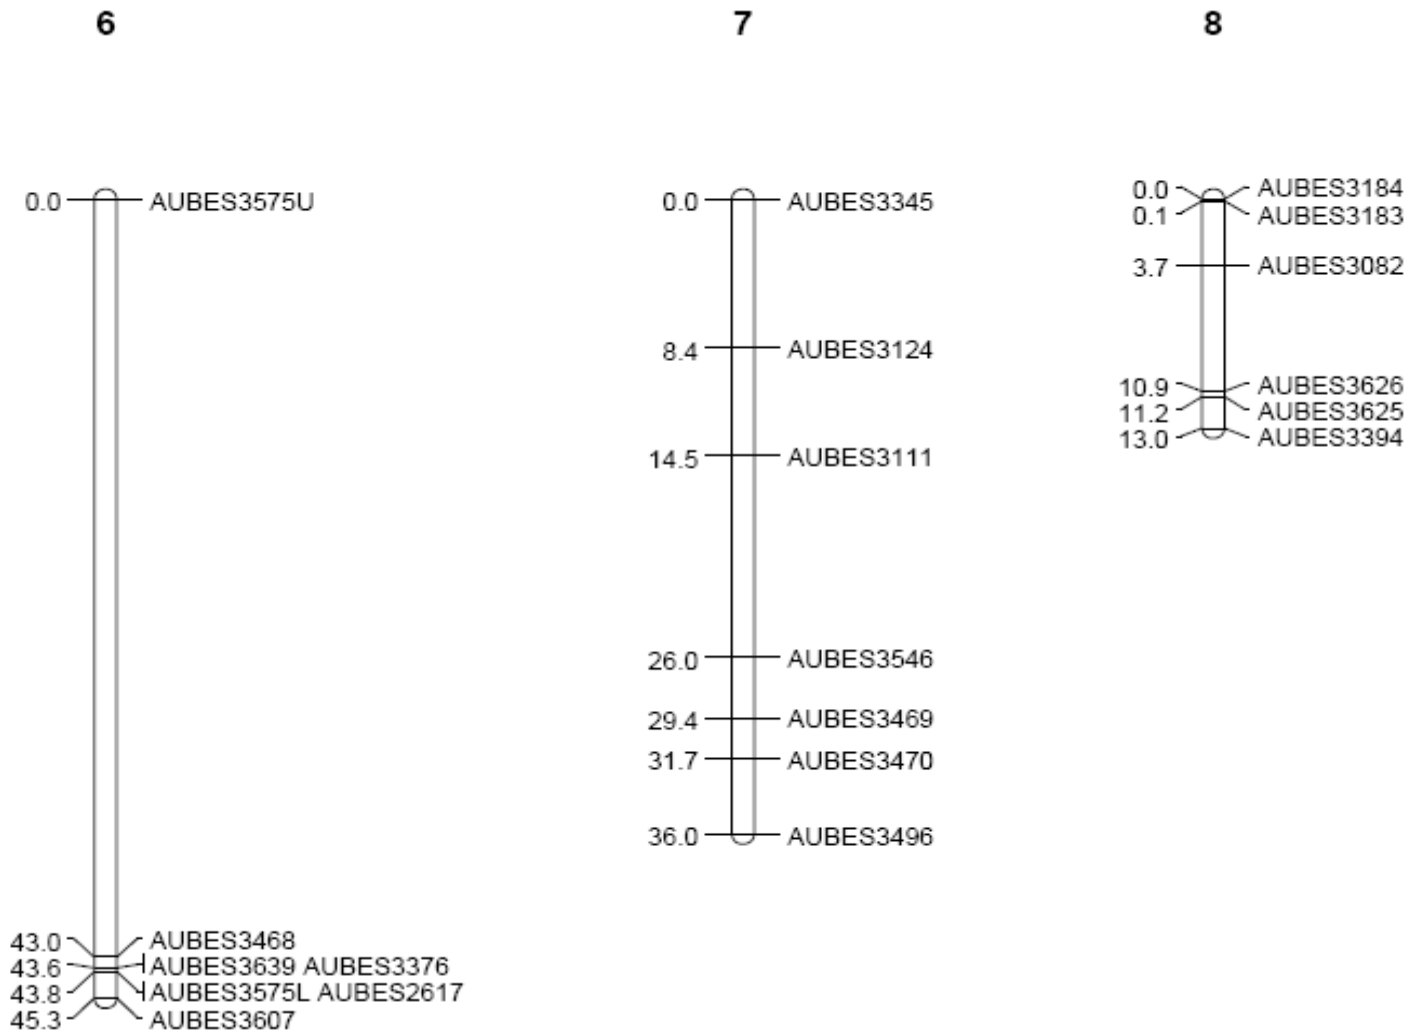 6
0.0 AUBES3575U
43.0 AUBES3468
43.6 AUBES3639 AUBES3376
43.8 AUBES3575L AUBES2617
45.3 AUBES3607
7
0.0 AUBES3345
8.4 AUBES3124
14.5 AUBES3111
26.0 AUBES3546
29.4 AUBES3469
31.7 AUBES3470
36.0 AUBES3496
8
0.0 AUBES3184
0.1 AUBES3183
3.7 AUBES3082
10.9 AUBES3626
11.2 AUBES3625
13.0 AUBES3394